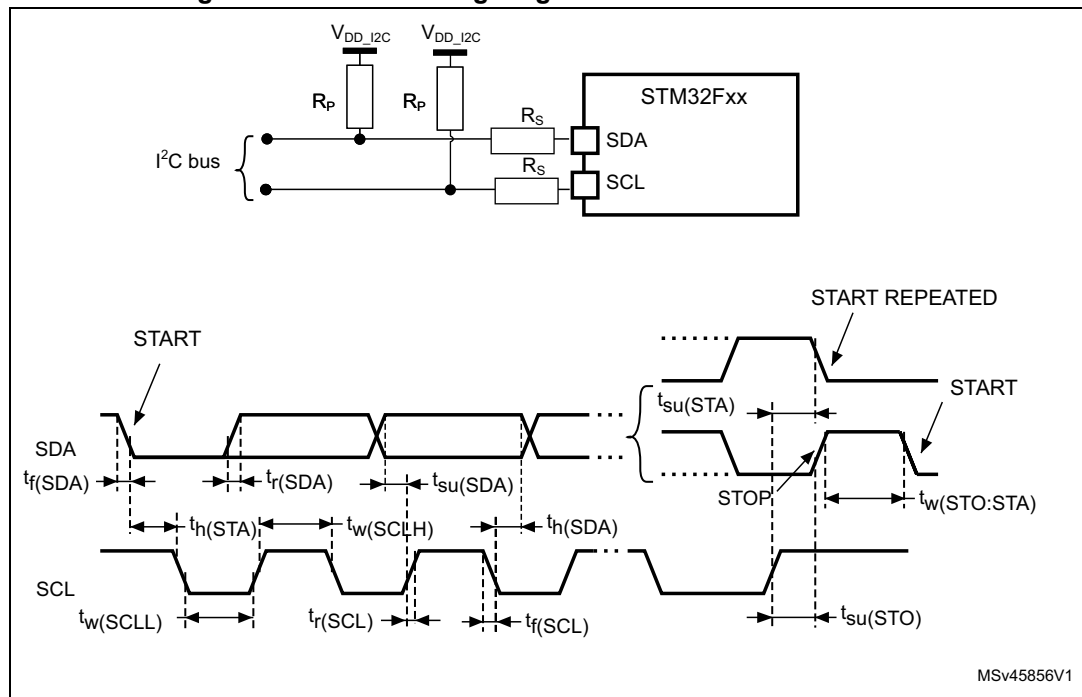 V_DD_I2C V_DD_I2C
STM32Fxx
R_P R_P
R_S
SDA
I²C bus
R_S
SCL
START REPEATED
START
START
t_su(STA)
SDA
t_f(SDA) t_r(SDA) t_su(SDA)
STOP
t_w(STO:STA)
t_h(STA) t_w(SCLH) t_h(SDA)
SCL
t_w(SCLL) t_r(SCL) t_f(SCL) t_su(STO)
MSv45856V1